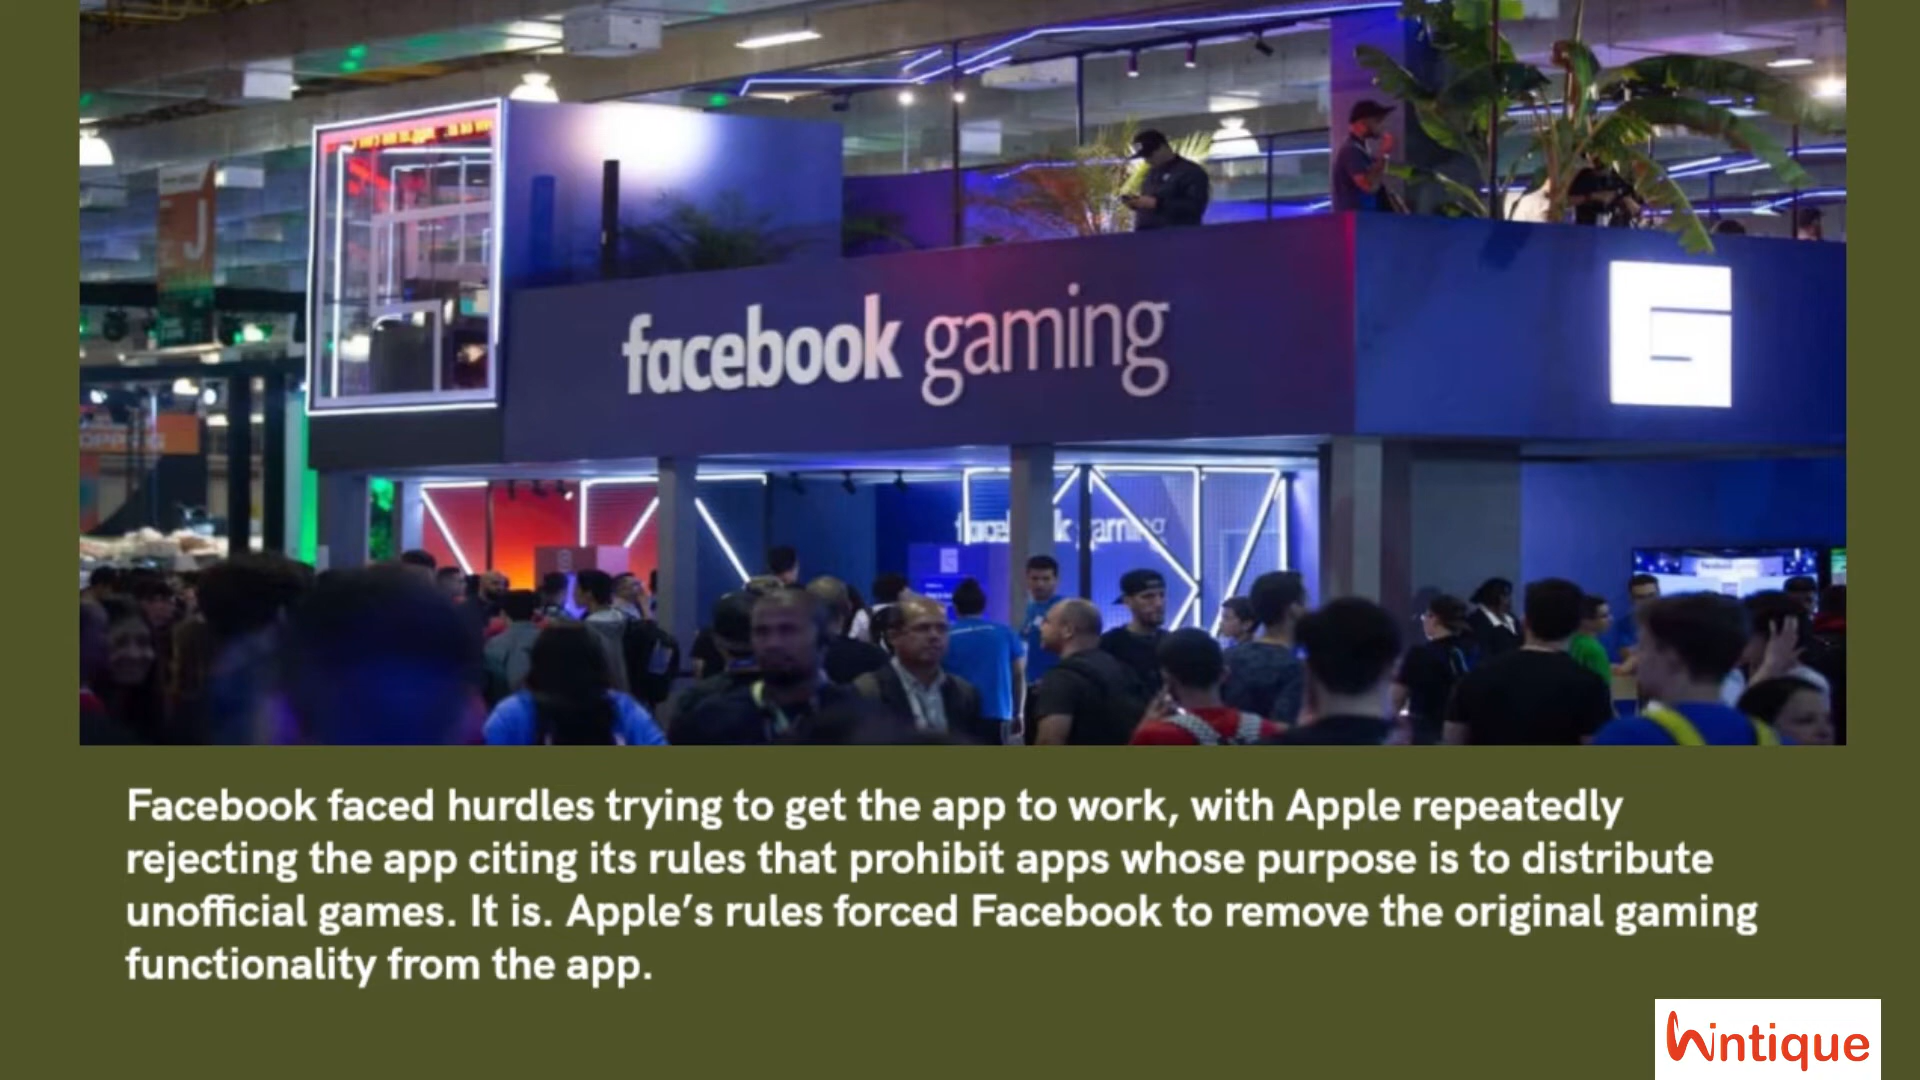 J
facebook gaming
G
facebook gaming
Facebook faced hurdles trying to get the app to work, with Apple repeatedly
rejecting the app citing its rules that prohibit apps whose purpose is to distribute
unofficial games. It is. Apple’s rules forced Facebook to remove the original gaming
functionality from the app.
Wintique